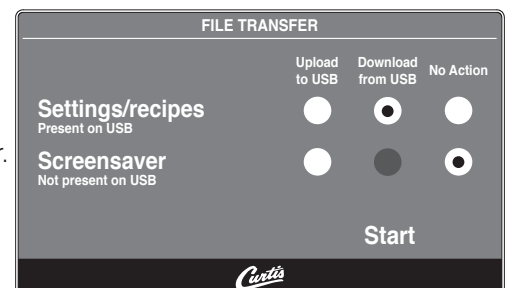 FILE TRANSFER
Upload to USB
Download from USB
No Action
Settings/recipes
Present on USB
r.
Screensaver
Not present on USB
Start
Curtis